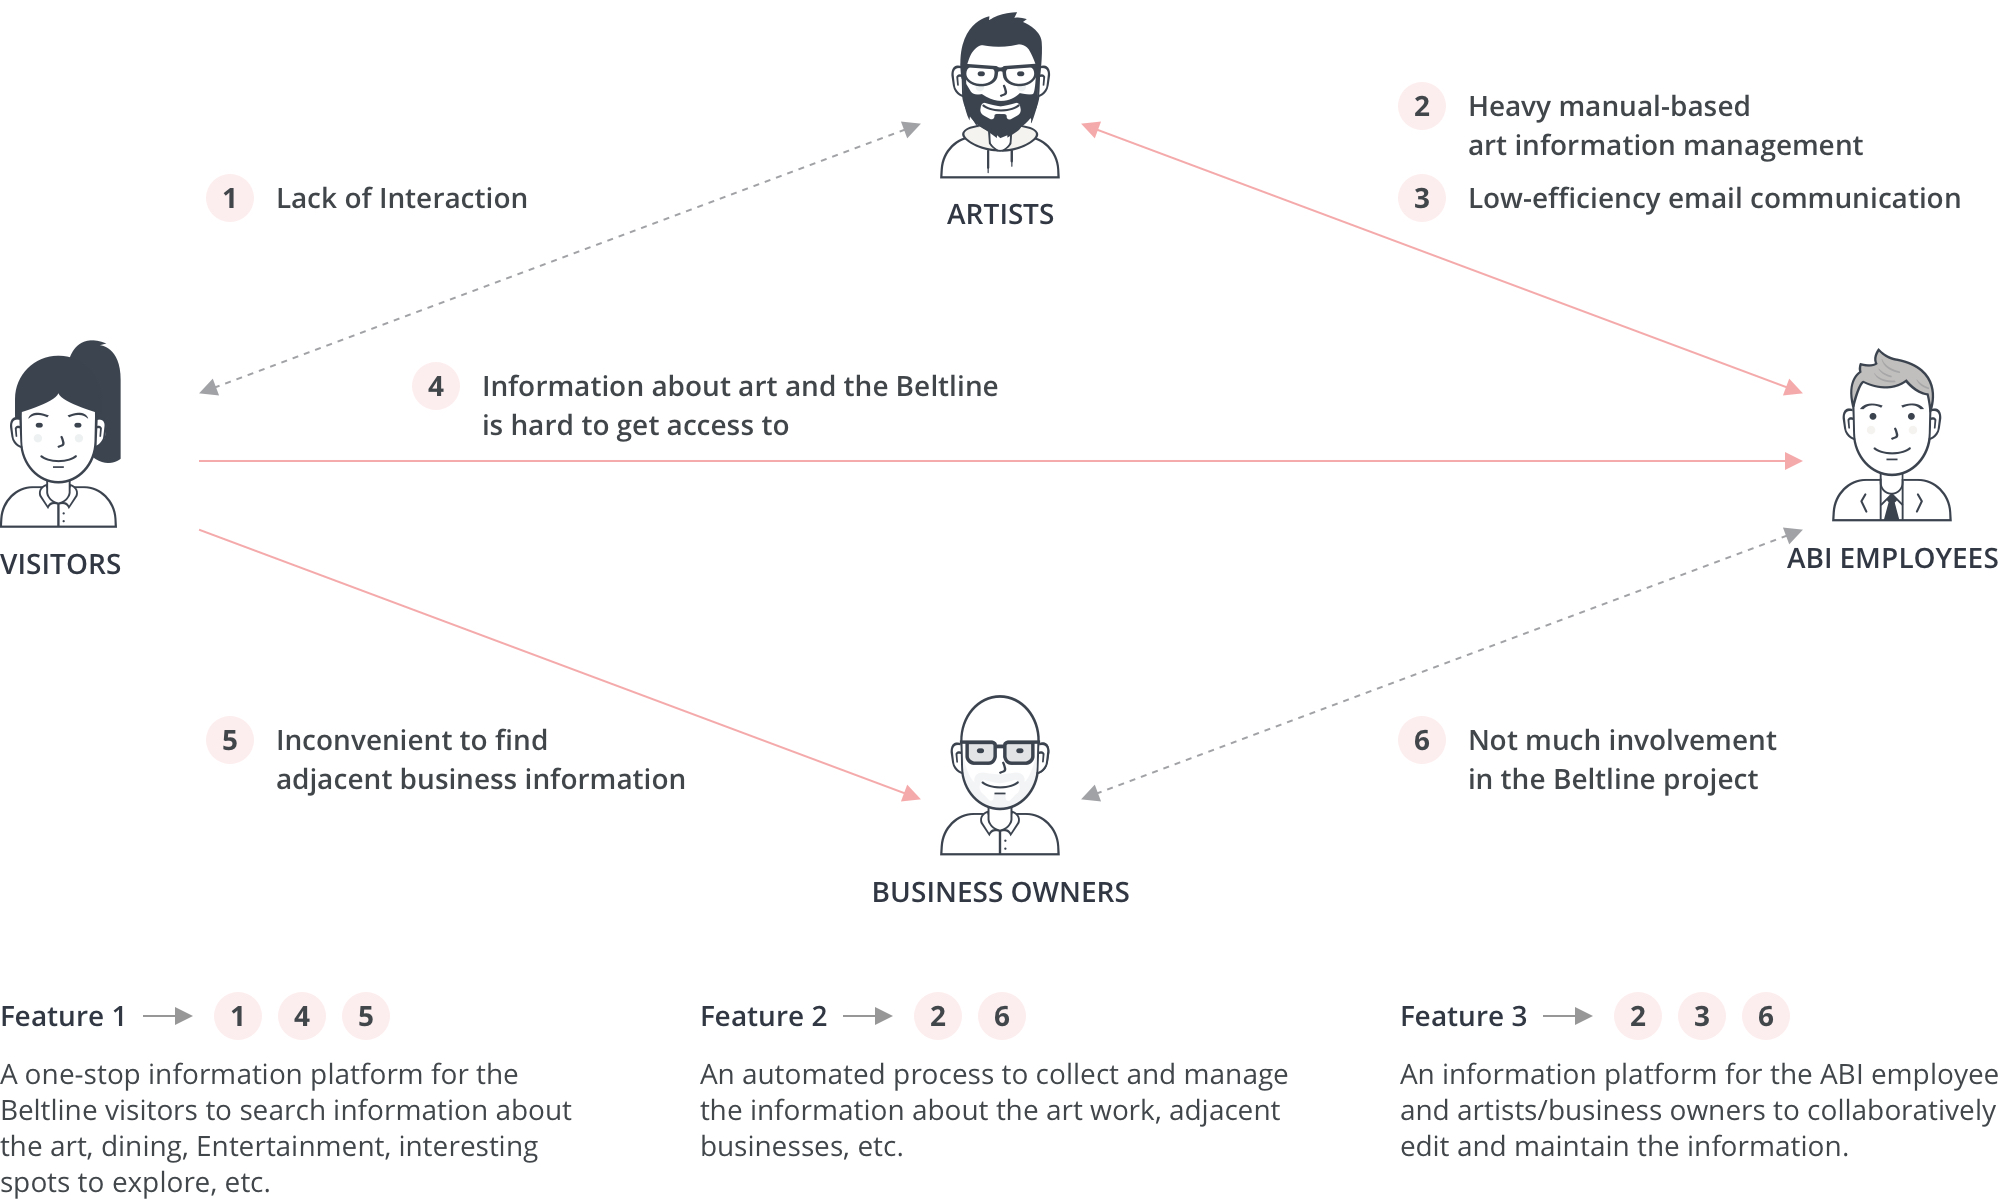 ARTISTS
2 Heavy manual-based
art information management
3 Low-efficiency email communication
1 Lack of Interaction
4 Information about art and the Beltline
is hard to get access to
VISITORS
ABI EMPLOYEES
5 Inconvenient to find
adjacent business information
6 Not much involvement
in the Beltline project
BUSINESS OWNERS
Feature 1 1 4 5
A one-stop information platform for the
Beltline visitors to search information about
the art, dining, Entertainment, interesting
spots to explore, etc.
Feature 2 2 6
An automated process to collect and manage
the information about the art work, adjacent
businesses, etc.
Feature 3 2 3 6
An information platform for the ABI employee
and artists/business owners to collaboratively
edit and maintain the information.